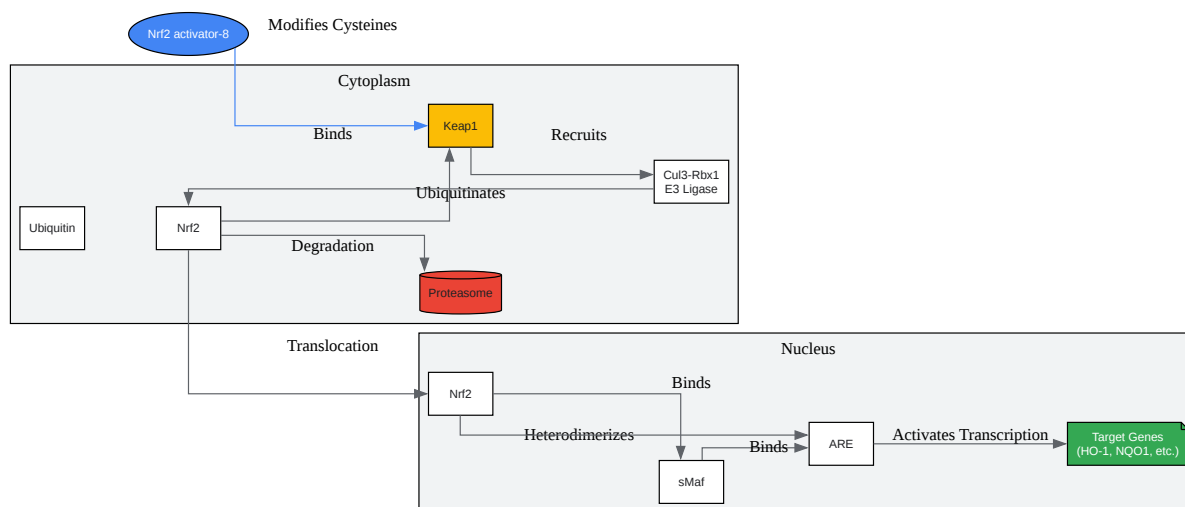 Nrf2 activator-8
Modifies Cysteines
Cytoplasm
Keap1
Binds
Recruits
Cul3-Rbx1
E3 Ligase
Ubiquitinates
Ubiquitin
Nrf2
Degradation
Proteasome
Translocation
Nucleus
Nrf2
Binds
Heterodimerizes
ARE
Activates Transcription
Target Genes
(HO-1, NQO1, etc.)
Binds
sMaf